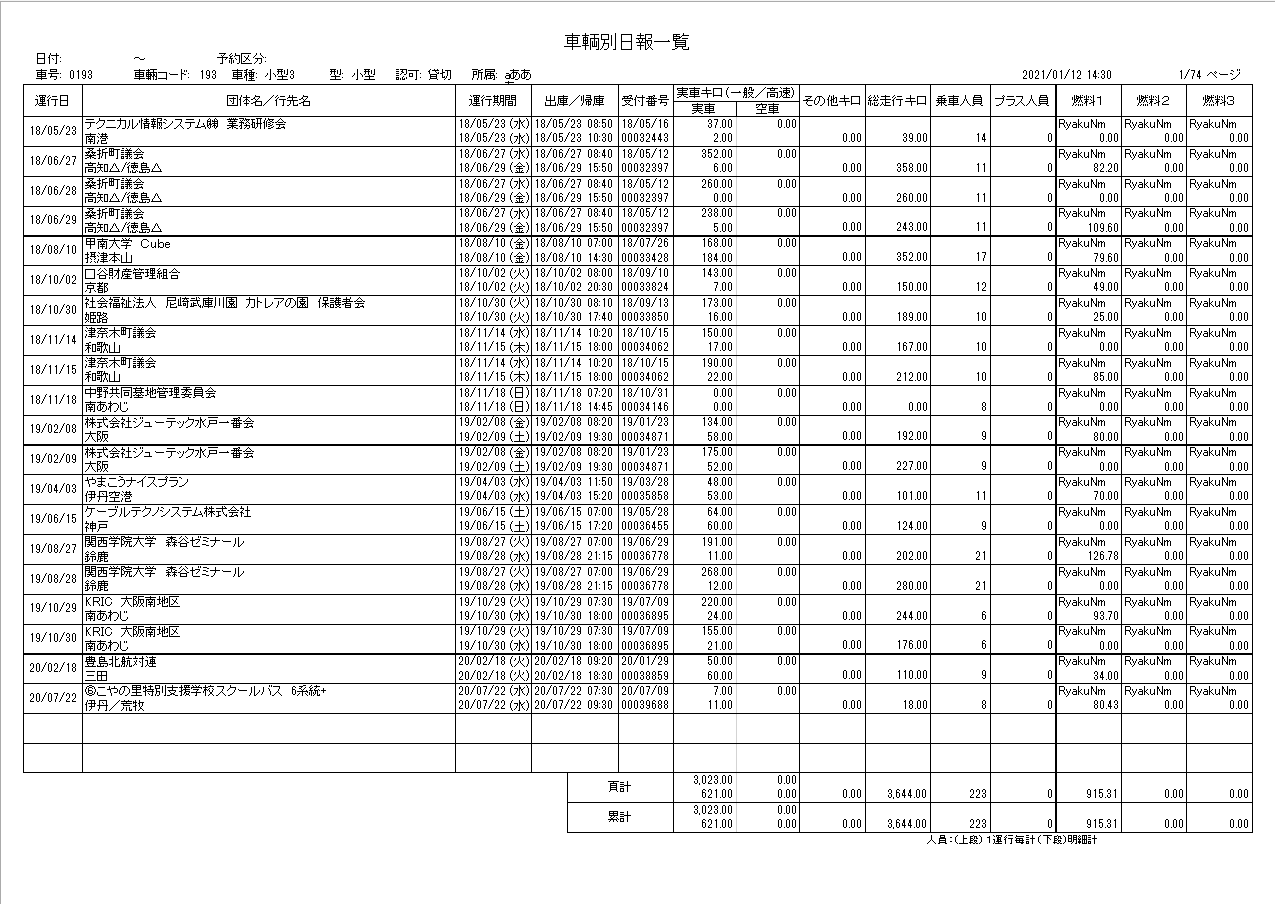 車輌別日報一覧
日付: ～ 予約区分:
車号: 0193 車輌コード: 193 車種: 小型3 型: 小型 認可: 貸切 所属: aああ 2021/01/12 14:30 1/74 ページ
運行日 団体名／行先名 運行期間 出庫／帰庫 受付番号 実車キロ(一般／高速) その他キロ 総走行キロ 乗車人員 プラス人員 燃料1 燃料2 燃料3
実車 空車
18/05/23 テクニカル情報システム㈱ 業務研修会 18/05/23 (水) 18/05/23 08:50 18/05/16 37.00 0.00 RyakuNm RyakuNm RyakuNm
南港 18/05/23 (水) 18/05/23 10:30 00032443 2.00 0.00 39.00 14 0 0.00 0.00 0.00
18/06/27 桑折町議会 18/06/27 (水) 18/06/27 08:40 18/05/12 352.00 0.00 RyakuNm RyakuNm RyakuNm
高知△/徳島△ 18/06/29 (金) 18/06/29 15:50 00032397 6.00 0.00 358.00 11 0 82.20 0.00 0.00
18/06/28 桑折町議会 18/06/27 (水) 18/06/27 08:40 18/05/12 260.00 0.00 RyakuNm RyakuNm RyakuNm
高知△/徳島△ 18/06/29 (金) 18/06/29 15:50 00032397 0.00 0.00 260.00 11 0 0.00 0.00 0.00
18/06/29 桑折町議会 18/06/27 (水) 18/06/27 08:40 18/05/12 238.00 0.00 RyakuNm RyakuNm RyakuNm
高知△/徳島△ 18/06/29 (金) 18/06/29 15:50 00032397 5.00 0.00 243.00 11 0 109.60 0.00 0.00
18/08/10 甲南大学 Cube 18/08/10 (金) 18/08/10 07:00 18/07/26 168.00 0.00 RyakuNm RyakuNm RyakuNm
摂津本山 18/08/10 (金) 18/08/10 14:30 00033428 184.00 0.00 352.00 17 0 79.60 0.00 0.00
18/10/02 口谷財産管理組合 18/10/02 (火) 18/10/02 08:00 18/09/10 143.00 0.00 RyakuNm RyakuNm RyakuNm
京都 18/10/02 (火) 18/10/02 20:30 00033824 7.00 0.00 150.00 12 0 49.00 0.00 0.00
18/10/30 社会福祉法人 尼崎武庫川園 カトレアの園 保護者会 18/10/30 (火) 18/10/30 08:10 18/09/13 173.00 0.00 RyakuNm RyakuNm RyakuNm
姫路 18/10/30 (火) 18/10/30 17:40 00033850 16.00 0.00 189.00 10 0 25.00 0.00 0.00
18/11/14 津奈木町議会 18/11/14 (水) 18/11/14 10:20 18/10/15 150.00 0.00 RyakuNm RyakuNm RyakuNm
和歌山 18/11/15 (木) 18/11/15 18:00 00034062 17.00 0.00 167.00 10 0 0.00 0.00 0.00
18/11/15 津奈木町議会 18/11/14 (水) 18/11/14 10:20 18/10/15 190.00 0.00 RyakuNm RyakuNm RyakuNm
和歌山 18/11/15 (木) 18/11/15 18:00 00034062 22.00 0.00 212.00 10 0 85.00 0.00 0.00
18/11/18 中野共同墓地管理委員会 18/11/18 (日) 18/11/18 07:20 18/10/31 0.00 0.00 RyakuNm RyakuNm RyakuNm
南あわじ 18/11/18 (日) 18/11/18 14:45 00034146 0.00 0.00 0.00 8 0 0.00 0.00 0.00
19/02/08 株式会社ジューテック水戸一番会 19/02/08 (金) 19/02/08 08:20 19/01/23 134.00 0.00 RyakuNm RyakuNm RyakuNm
大阪 19/02/09 (土) 19/02/09 19:30 00034871 58.00 0.00 192.00 9 0 80.00 0.00 0.00
19/02/09 株式会社ジューテック水戸一番会 19/02/08 (金) 19/02/08 08:20 19/01/23 175.00 0.00 RyakuNm RyakuNm RyakuNm
大阪 19/02/09 (土) 19/02/09 19:30 00034871 52.00 0.00 227.00 9 0 0.00 0.00 0.00
19/04/03 やまこうナイスプラン 19/04/03 (水) 19/04/03 11:50 19/03/28 48.00 0.00 RyakuNm RyakuNm RyakuNm
伊丹空港 19/04/03 (水) 19/04/03 15:20 00035858 53.00 0.00 101.00 11 0 70.00 0.00 0.00
19/06/15 ケーブルテクノシステム株式会社 19/06/15 (土) 19/06/15 07:00 19/05/28 64.00 0.00 RyakuNm RyakuNm RyakuNm
神戸 19/06/15 (土) 19/06/15 17:20 00036455 60.00 0.00 124.00 9 0 0.00 0.00 0.00
19/08/27 関西学院大学 森谷ゼミナール 19/08/27 (火) 19/08/27 07:00 19/06/29 191.00 0.00 RyakuNm RyakuNm RyakuNm
鈴鹿 19/08/28 (水) 19/08/28 21:15 00036778 11.00 0.00 202.00 21 0 126.78 0.00 0.00
19/08/28 関西学院大学 森谷ゼミナール 19/08/27 (火) 19/08/27 07:00 19/06/29 268.00 0.00 RyakuNm RyakuNm RyakuNm
鈴鹿 19/08/28 (水) 19/08/28 21:15 00036778 12.00 0.00 280.00 21 0 0.00 0.00 0.00
19/10/29 KRIC 大阪南地区 19/10/29 (火) 19/10/29 07:30 19/07/09 220.00 0.00 RyakuNm RyakuNm RyakuNm
南あわじ 19/10/30 (水) 19/10/30 18:00 00036895 24.00 0.00 244.00 6 0 93.70 0.00 0.00
19/10/30 KRIC 大阪南地区 19/10/29 (火) 19/10/29 07:30 19/07/09 155.00 0.00 RyakuNm RyakuNm RyakuNm
南あわじ 19/10/30 (水) 19/10/30 18:00 00036895 21.00 0.00 176.00 6 0 0.00 0.00 0.00
20/02/18 豊島北航対連 20/02/18 (火) 20/02/18 09:20 20/01/29 50.00 0.00 RyakuNm RyakuNm RyakuNm
三田 20/02/18 (火) 20/02/18 18:30 00038859 60.00 0.00 110.00 9 0 34.00 0.00 0.00
20/07/22 ⑥こやの里特別支援学校スクールバス 6系統+ 20/07/22 (水) 20/07/22 07:30 20/07/09 7.00 0.00 RyakuNm RyakuNm RyakuNm
伊丹／荒牧 20/07/22 (水) 20/07/22 09:30 00039688 11.00 0.00 18.00 8 0 80.43 0.00 0.00
頁計 3,023.00 0.00
621.00 0.00 0.00 3,644.00 223 0 915.31 0.00 0.00
累計 3,023.00 0.00
621.00 0.00 0.00 3,644.00 223 0 915.31 0.00 0.00
人員:(上段) 1運行毎計(下段)明細計